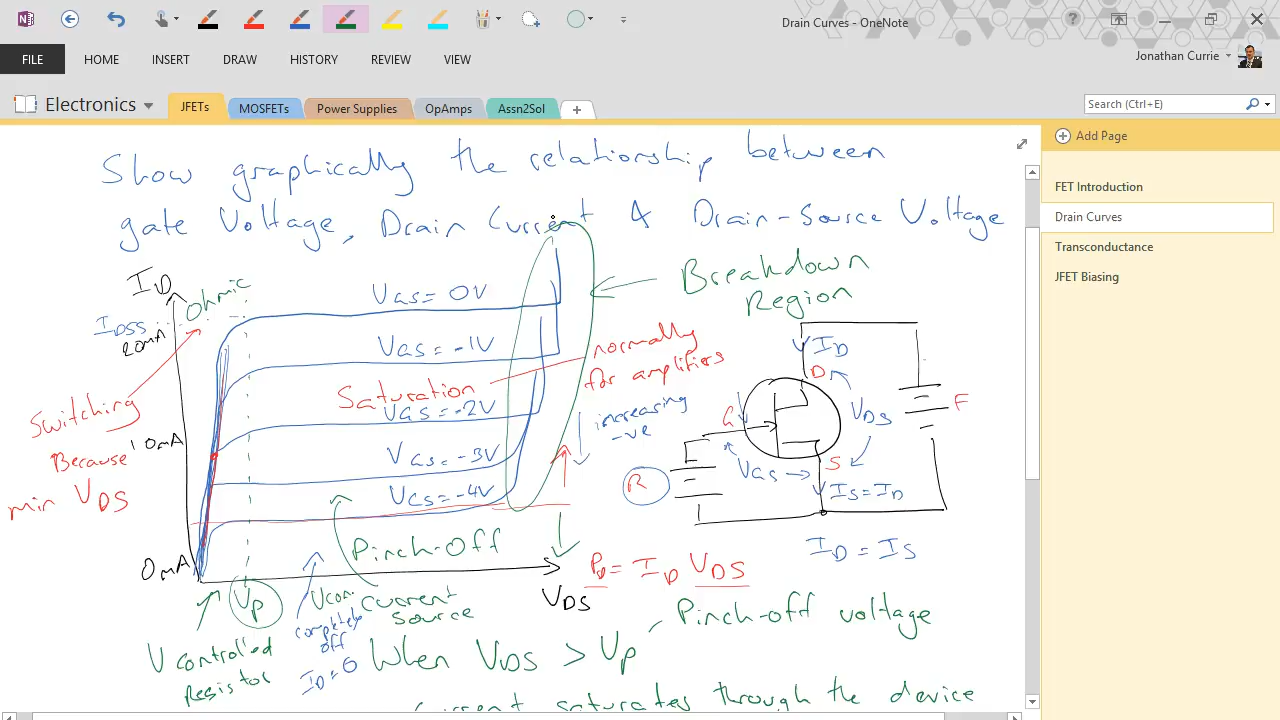 Drain Curves - OneNote
?
FILE
HOME
INSERT
DRAW
HISTORY
REVIEW
VIEW
Jonathan Currie
Electronics
JFETs
MOSFETs
Power Supplies
OpAmps
Assn2Sol
+
Search (Ctrl+E)
Add Page
FET Introduction
Drain Curves
Transconductance
JFET Biasing
Show graphically the relationship between
gate Voltage, Drain Current & Drain-Source Voltage
ID
Ohmic
IDSS
20mA
VGS = 0V
VGS = -1V
Saturation
VGS = -2V
VGS = -3V
VGS = -4V
Breakdown
Region
normally
for amplifiers
increasing
-ve
Switching
Because
min VDS
10mA
0mA
Pinch-Off
VP
VDS
V controlled
Resistor
completely
off
ID=0
Vcon
current
source
ID
D
G
VDS
VGS
S
IS=ID
R
F
ID = IS
PD = ID VDS
Pinch-off voltage
When VDS > VP
current saturates through the device